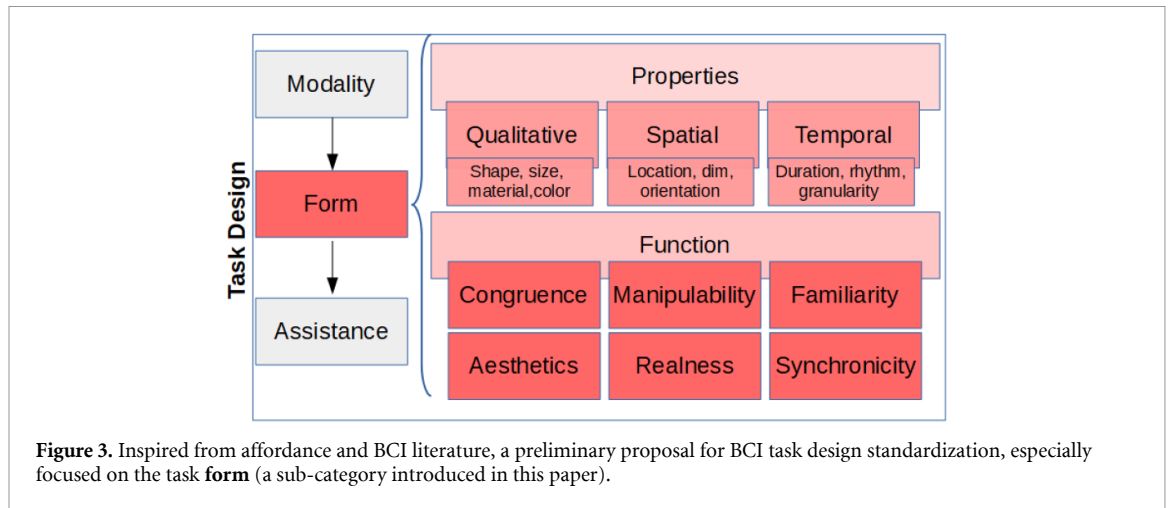 Task Design
Modality
Form
Assistance
Properties
Qualitative
Shape, size,
material,color
Spatial
Location, dim,
orientation
Temporal
Duration, rhythm,
granularity
Function
Congruence
Manipulability
Familiarity
Aesthetics
Realness
Synchronicity
Figure 3. Inspired from affordance and BCI literature, a preliminary proposal for BCI task design standardization, especially
focused on the task form (a sub-category introduced in this paper).